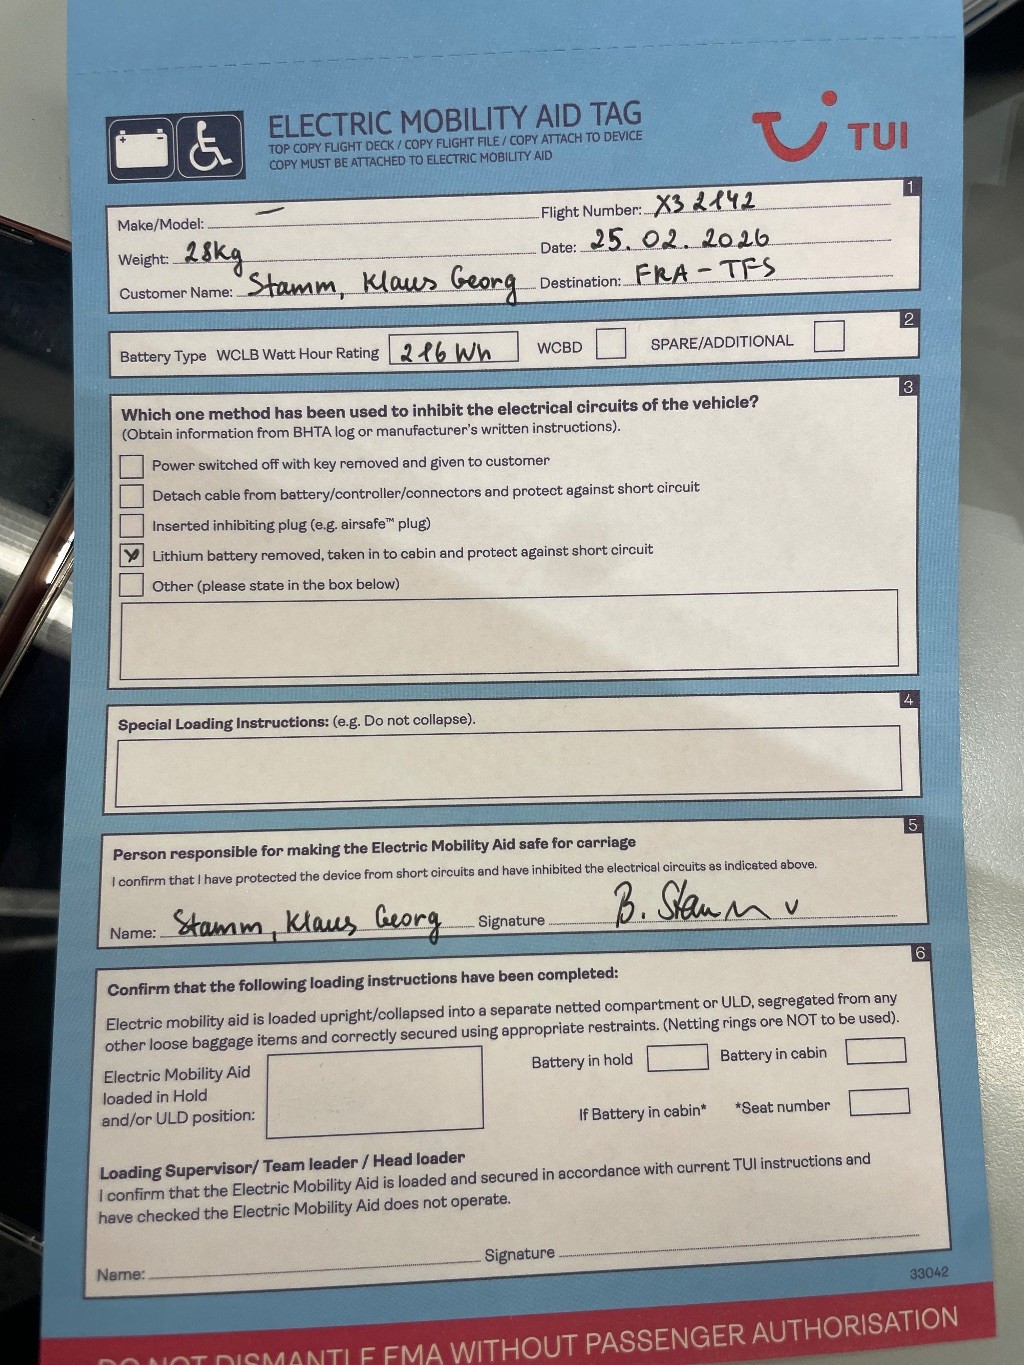 ELECTRIC MOBILITY AID TAG
TOP COPY FLIGHT DECK / COPY FLIGHT FILE / COPY ATTACH TO DEVICE
COPY MUST BE ATTACHED TO ELECTRIC MOBILITY AID
TUI
1
Make/Model: —
Flight Number: X3 2142
Weight: 28kg
Date: 25.02.2026
Customer Name: Stamm, Klaus Georg
Destination: FRA - TFS
2
Battery Type WCLB Watt Hour Rating 216 Wh WCBD SPARE/ADDITIONAL
3
Which one method has been used to inhibit the electrical circuits of the vehicle?
(Obtain information from BHTA log or manufacturer's written instructions).
Power switched off with key removed and given to customer
Detach cable from battery/controller/connectors and protect against short circuit
Inserted inhibiting plug (e.g. airsafe™ plug)
Lithium battery removed, taken in to cabin and protect against short circuit
Other (please state in the box below)
4
Special Loading Instructions: (e.g. Do not collapse).
5
Person responsible for making the Electric Mobility Aid safe for carriage
I confirm that I have protected the device from short circuits and have inhibited the electrical circuits as indicated above.
Name: Stamm, Klaus Georg Signature B. Stamm
6
Confirm that the following loading instructions have been completed:
Electric mobility aid is loaded upright/collapsed into a separate netted compartment or ULD, segregated from any
other loose baggage items and correctly secured using appropriate restraints. (Netting rings are NOT to be used).
Electric Mobility Aid
loaded in Hold
and/or ULD position:
Battery in hold Battery in cabin
If Battery in cabin* *Seat number
Loading Supervisor/ Team leader / Head loader
I confirm that the Electric Mobility Aid is loaded and secured in accordance with current TUI instructions and
have checked the Electric Mobility Aid does not operate.
Name: Signature
33042
DO NOT DISMANTLE EMA WITHOUT PASSENGER AUTHORISATION